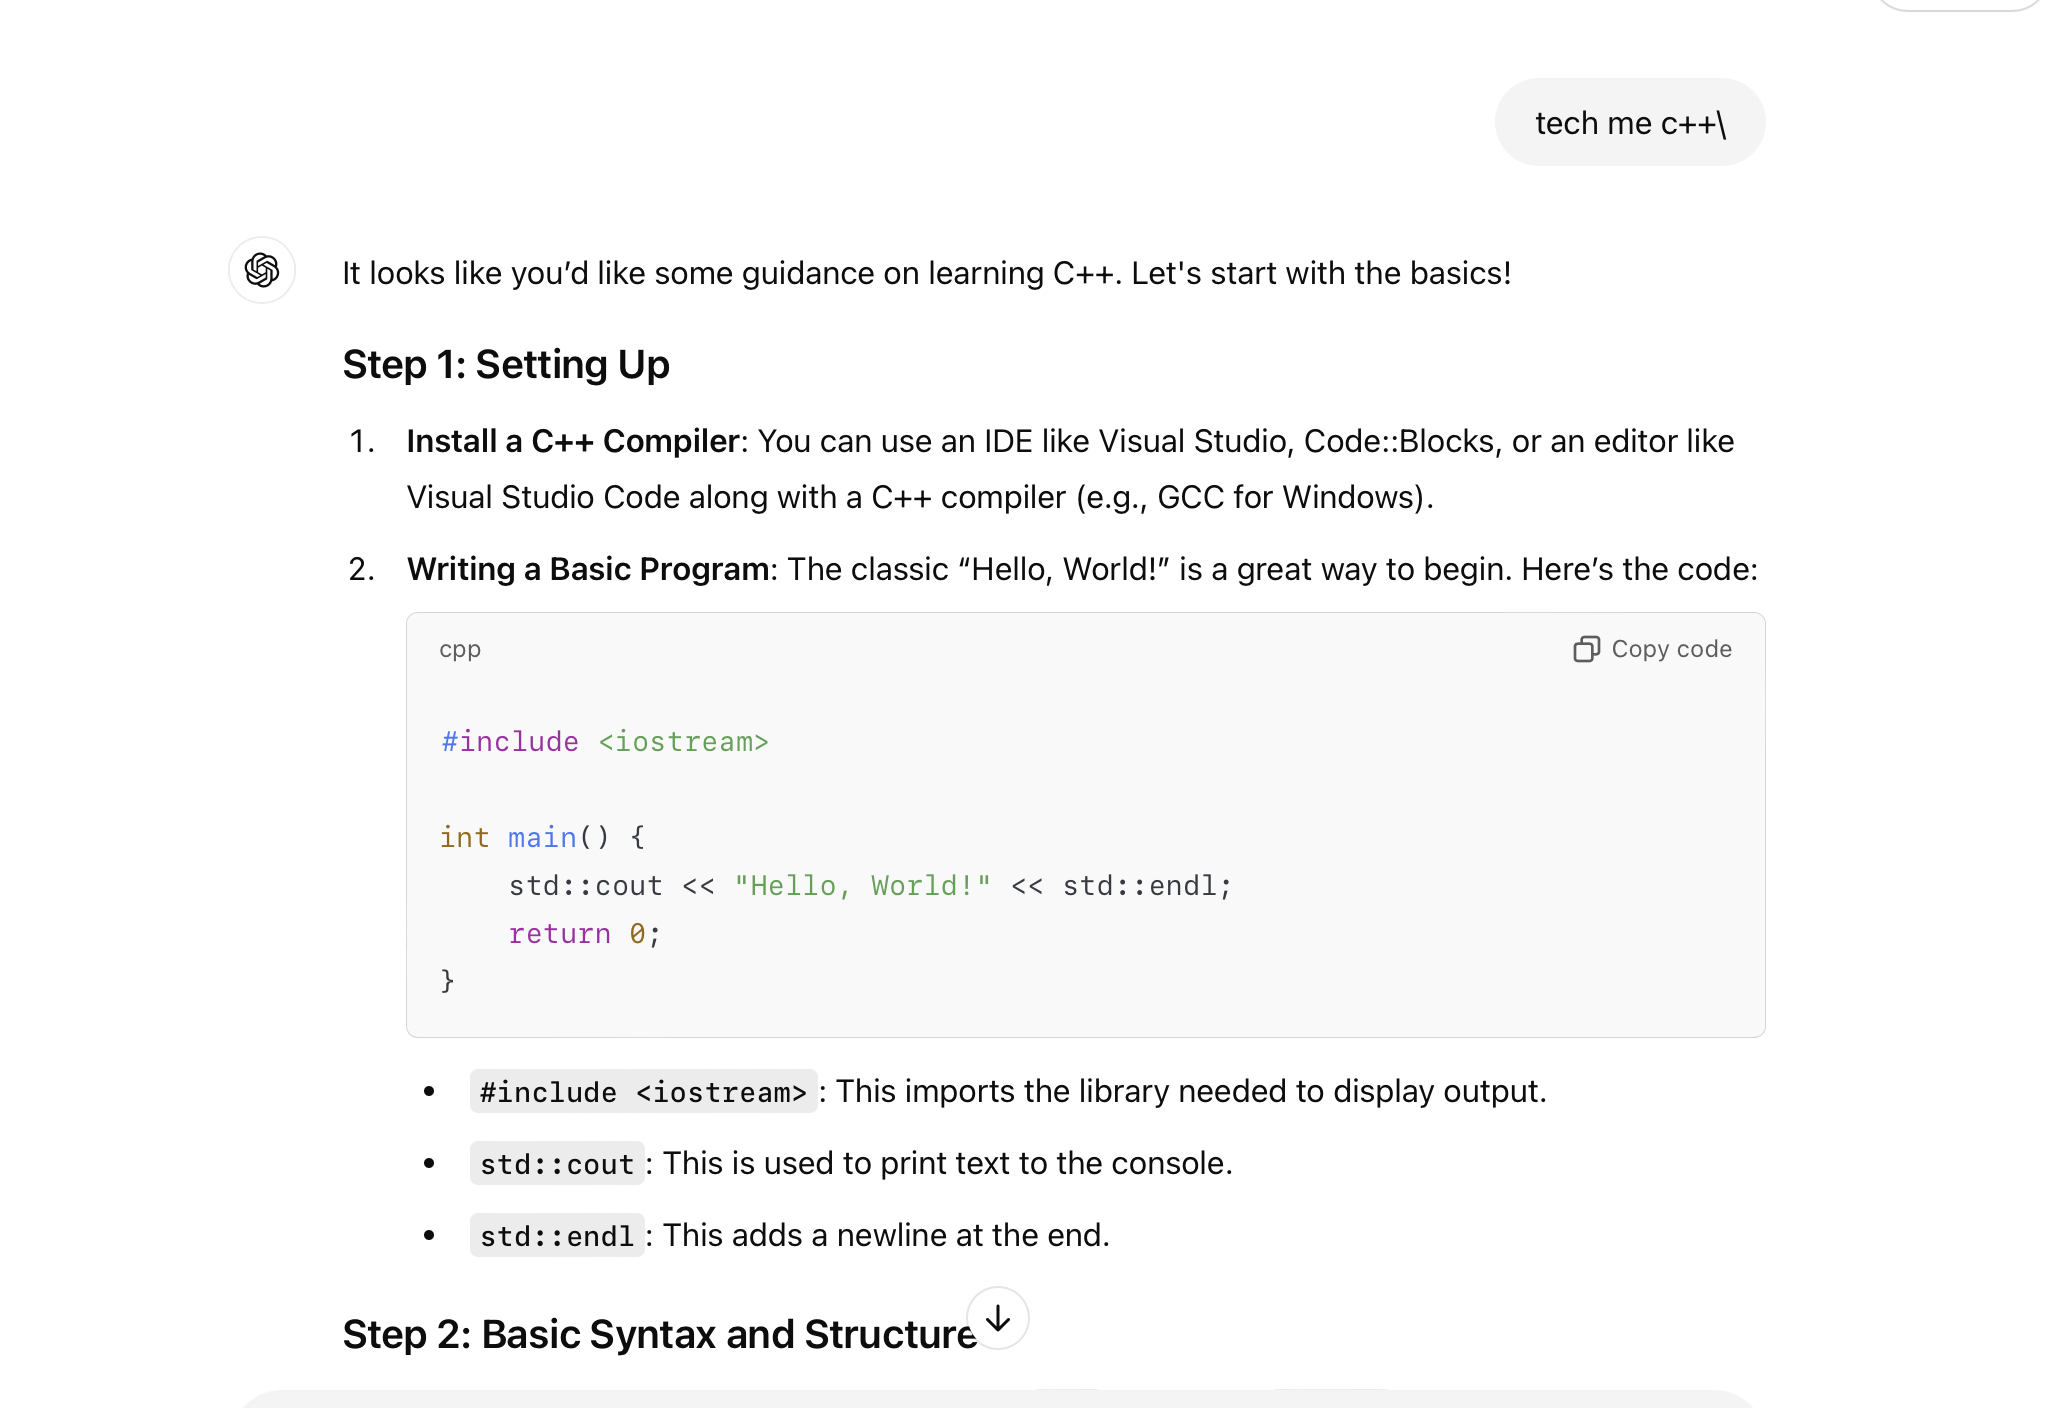 tech me c++\
It looks like you’d like some guidance on learning C++. Let's start with the basics!
Step 1: Setting Up
1. Install a C++ Compiler: You can use an IDE like Visual Studio, Code::Blocks, or an editor like
Visual Studio Code along with a C++ compiler (e.g., GCC for Windows).
2. Writing a Basic Program: The classic “Hello, World!” is a great way to begin. Here’s the code:
cpp
Copy code
#include <iostream>
int main() {
    std::cout << "Hello, World!" << std::endl;
    return 0;
}
• #include <iostream>: This imports the library needed to display output.
• std::cout: This is used to print text to the console.
• std::endl: This adds a newline at the end.
Step 2: Basic Syntax and Structure